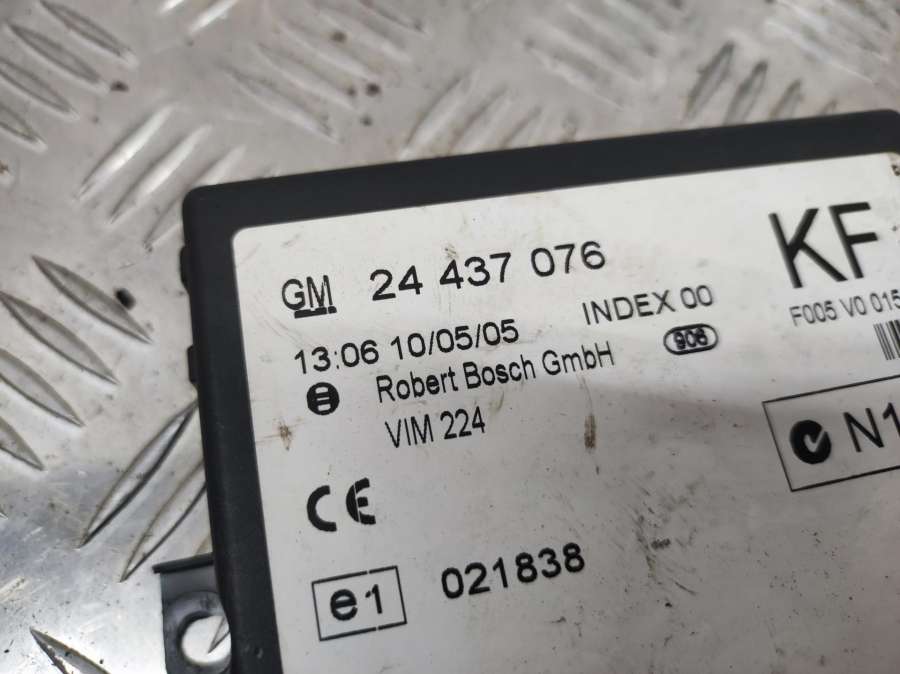 GM 24 437 076
KF
INDEX 00
F005 V0 015
13:06 10/05/05
906
Robert Bosch GmbH
VIM 224
N1
CE
e1 021838